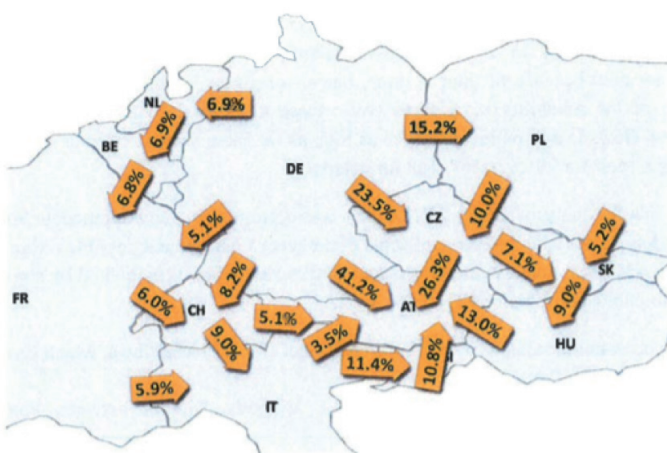 NL
6.9%
6.9%
BE
15.2%
PL
DE
6.8%
23.5%
CZ
10.0%
5.1%
7.1%
5.2%
SK
FR
6.0%
8.2%
41.2%
26.3%
9.0%
CH
5.1%
AT
13.0%
9.0%
3.5%
HU
11.4%
10.8%
5.9%
IT